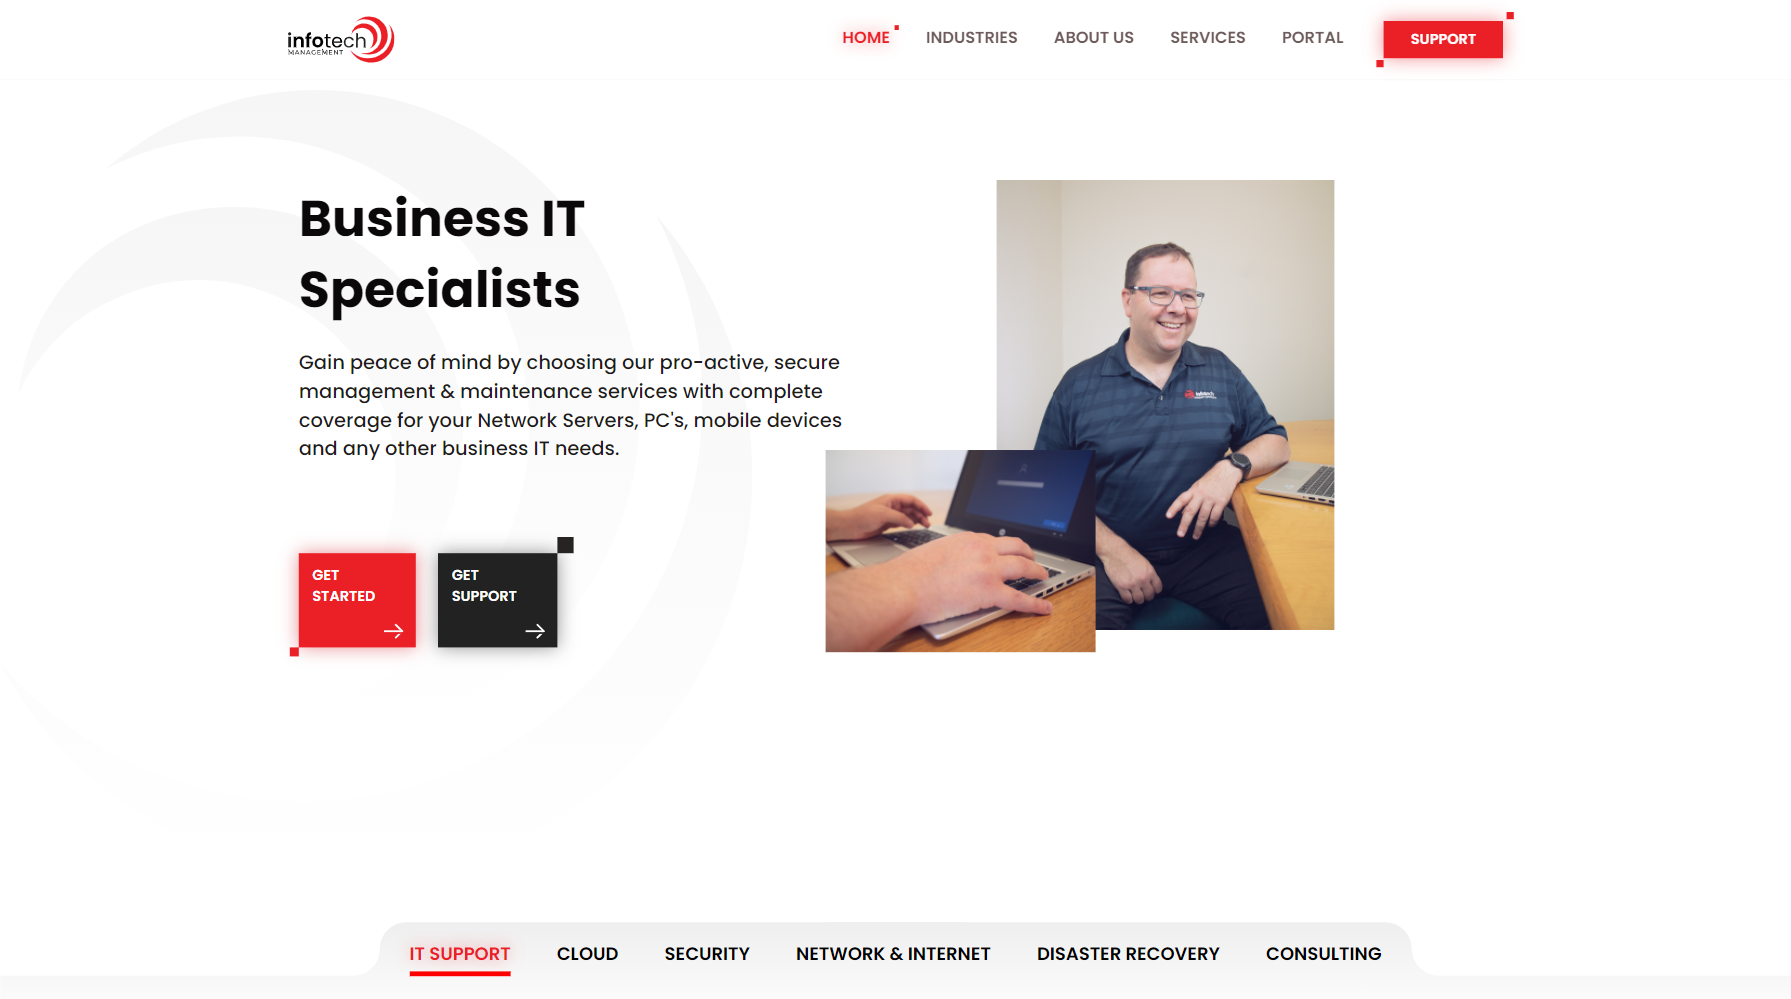 infotech
MANAGEMENT
HOME
INDUSTRIES
ABOUT US
SERVICES
PORTAL
SUPPORT
Business IT
Specialists
Gain peace of mind by choosing our pro-active, secure
management & maintenance services with complete
coverage for your Network Servers, PC's, mobile devices
and any other business IT needs.
GET
STARTED
GET
SUPPORT
infotech
IT SUPPORT
CLOUD
SECURITY
NETWORK & INTERNET
DISASTER RECOVERY
CONSULTING